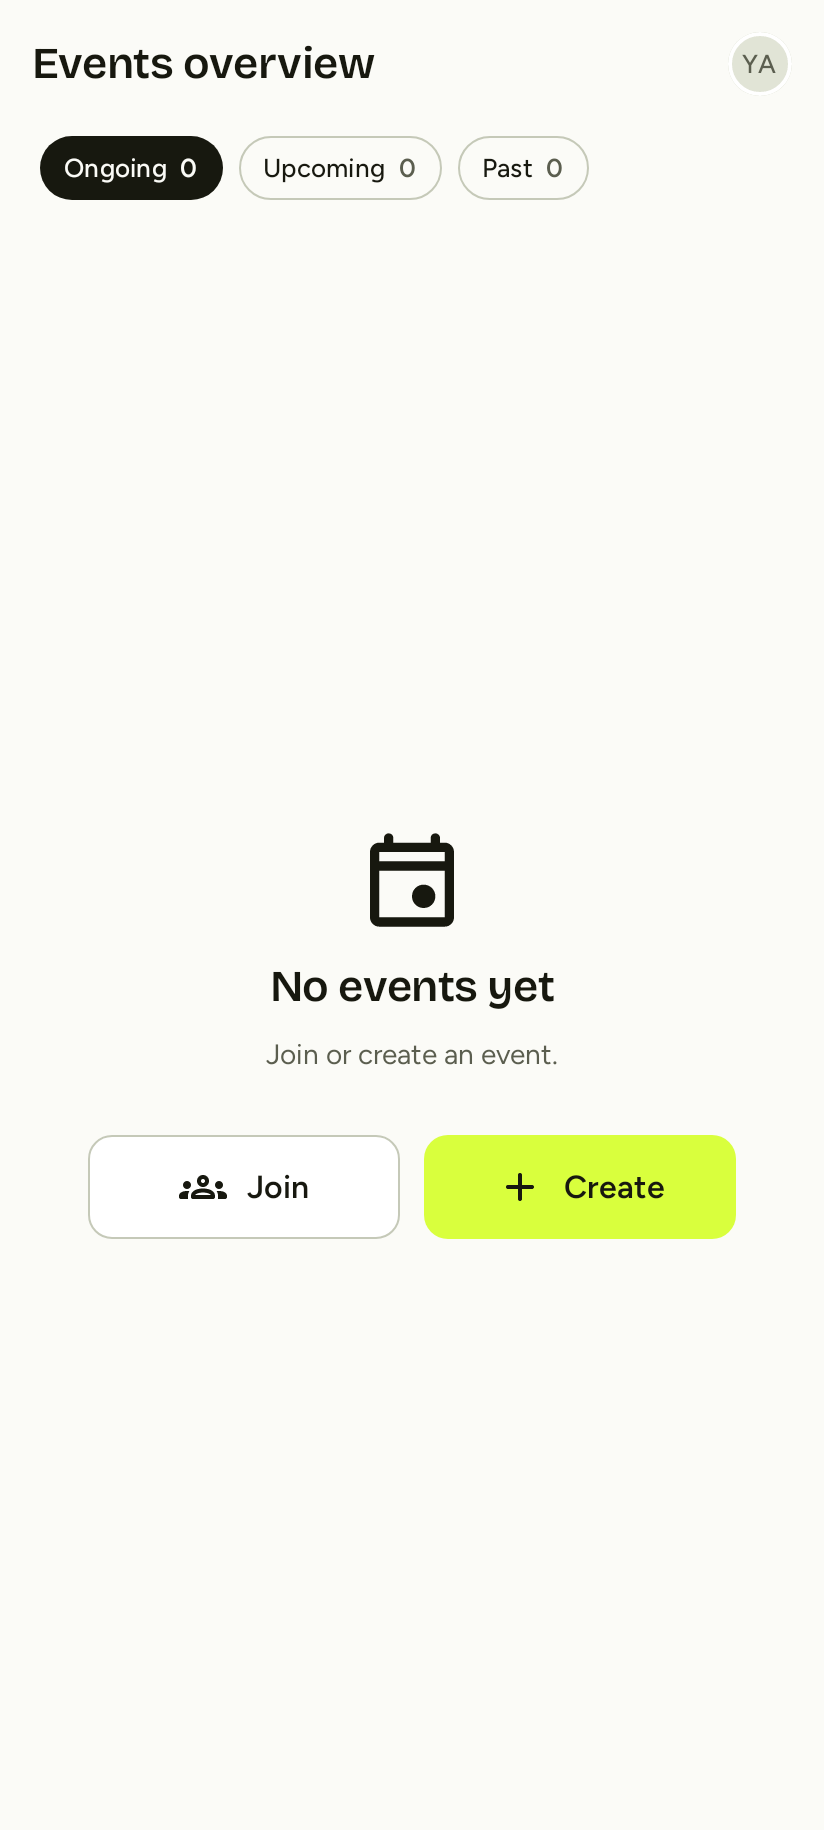 Events overview
YA
Ongoing 0
Upcoming 0
Past 0
No events yet
Join or create an event.
Join
Create